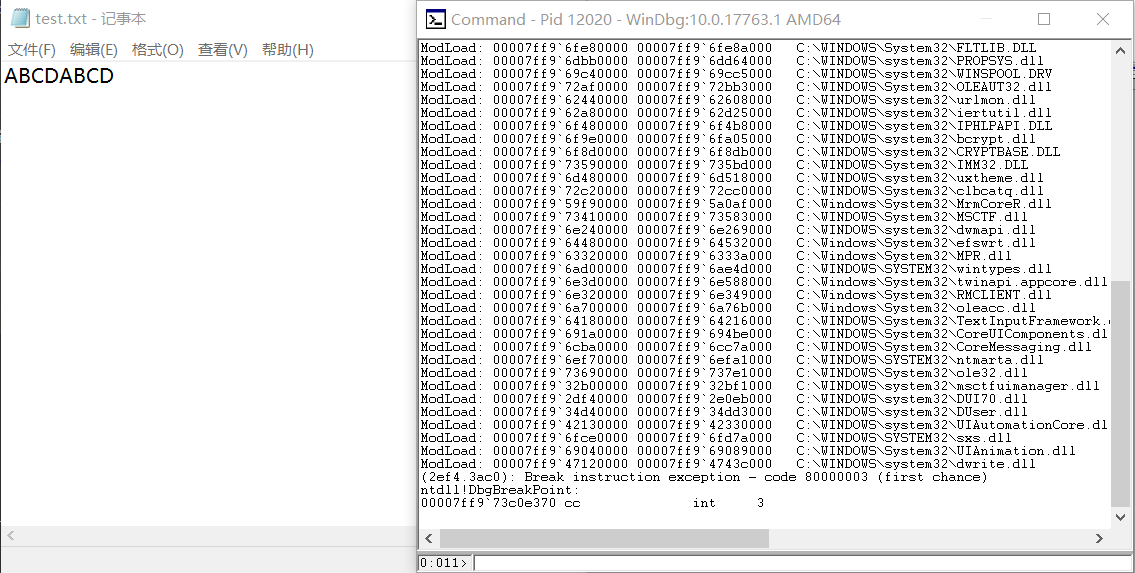 test.txt - 记事本
文件(F) 编辑(E) 格式(O) 查看(V) 帮助(H)
ABCDABCD
Command - Pid 12020 - WinDbg:10.0.17763.1 AMD64
ModLoad: 00007ff9`6fe80000 00007ff9`6fe8a000   C:\WINDOWS\System32\FLTLIB.DLL
ModLoad: 00007ff9`6dbb0000 00007ff9`6dd64000   C:\WINDOWS\system32\PROPSYS.dll
ModLoad: 00007ff9`69c40000 00007ff9`69cc5000   C:\WINDOWS\system32\WINSPOOL.DRV
ModLoad: 00007ff9`72af0000 00007ff9`72bb3000   C:\WINDOWS\system32\OLEAUT32.dll
ModLoad: 00007ff9`62440000 00007ff9`62608000   C:\WINDOWS\system32\urlmon.dll
ModLoad: 00007ff9`62a80000 00007ff9`62d25000   C:\WINDOWS\system32\iertutil.dll
ModLoad: 00007ff9`6f480000 00007ff9`6f4b8000   C:\WINDOWS\system32\IPHLPAPI.DLL
ModLoad: 00007ff9`6f9e0000 00007ff9`6fa05000   C:\WINDOWS\system32\bcrypt.dll
ModLoad: 00007ff9`6f8d0000 00007ff9`6f8db000   C:\WINDOWS\system32\CRYPTBASE.DLL
ModLoad: 00007ff9`73590000 00007ff9`735bd000   C:\WINDOWS\System32\IMM32.DLL
ModLoad: 00007ff9`6d480000 00007ff9`6d518000   C:\WINDOWS\system32\uxtheme.dll
ModLoad: 00007ff9`72c20000 00007ff9`72cc0000   C:\WINDOWS\system32\clbcatq.dll
ModLoad: 00007ff9`59f90000 00007ff9`5a0af000   C:\Windows\System32\MrmCoreR.dll
ModLoad: 00007ff9`73410000 00007ff9`73583000   C:\WINDOWS\System32\MSCTF.dll
ModLoad: 00007ff9`6e240000 00007ff9`6e269000   C:\WINDOWS\system32\dwmapi.dll
ModLoad: 00007ff9`64480000 00007ff9`64532000   C:\Windows\System32\efswrt.dll
ModLoad: 00007ff9`63320000 00007ff9`6333a000   C:\Windows\System32\MPR.dll
ModLoad: 00007ff9`6ad00000 00007ff9`6ae4d000   C:\WINDOWS\SYSTEM32\wintypes.dll
ModLoad: 00007ff9`6e3d0000 00007ff9`6e588000   C:\Windows\System32\twinapi.appcore.dll
ModLoad: 00007ff9`6e320000 00007ff9`6e349000   C:\Windows\System32\RMCLIENT.dll
ModLoad: 00007ff9`6a700000 00007ff9`6a76b000   C:\Windows\System32\oleacc.dll
ModLoad: 00007ff9`64180000 00007ff9`64216000   C:\Windows\System32\TextInputFramework.
ModLoad: 00007ff9`691a0000 00007ff9`694be000   C:\Windows\System32\CoreUIComponents.dl
ModLoad: 00007ff9`6cba0000 00007ff9`6cc7a000   C:\Windows\System32\CoreMessaging.dll
ModLoad: 00007ff9`6ef70000 00007ff9`6efa1000   C:\WINDOWS\SYSTEM32\ntmarta.dll
ModLoad: 00007ff9`73690000 00007ff9`737e1000   C:\WINDOWS\System32\ole32.dll
ModLoad: 00007ff9`32b00000 00007ff9`32bf1000   C:\WINDOWS\system32\msctfuimanager.dll
ModLoad: 00007ff9`2df40000 00007ff9`2e0eb000   C:\WINDOWS\system32\DUI70.dll
ModLoad: 00007ff9`34d40000 00007ff9`34dd3000   C:\WINDOWS\system32\DUser.dll
ModLoad: 00007ff9`42130000 00007ff9`42330000   C:\WINDOWS\system32\UIAutomationCore.dl
ModLoad: 00007ff9`6fce0000 00007ff9`6fd7a000   C:\WINDOWS\SYSTEM32\sxs.dll
ModLoad: 00007ff9`69040000 00007ff9`69089000   C:\WINDOWS\System32\UIAnimation.dll
ModLoad: 00007ff9`47120000 00007ff9`4743c000   C:\WINDOWS\system32\dwrite.dll
(2ef4.3ac0): Break instruction exception - code 80000003 (first chance)
ntdll!DbgBreakPoint:
00007ff9`73c0e370 cc              int     3
0:011>